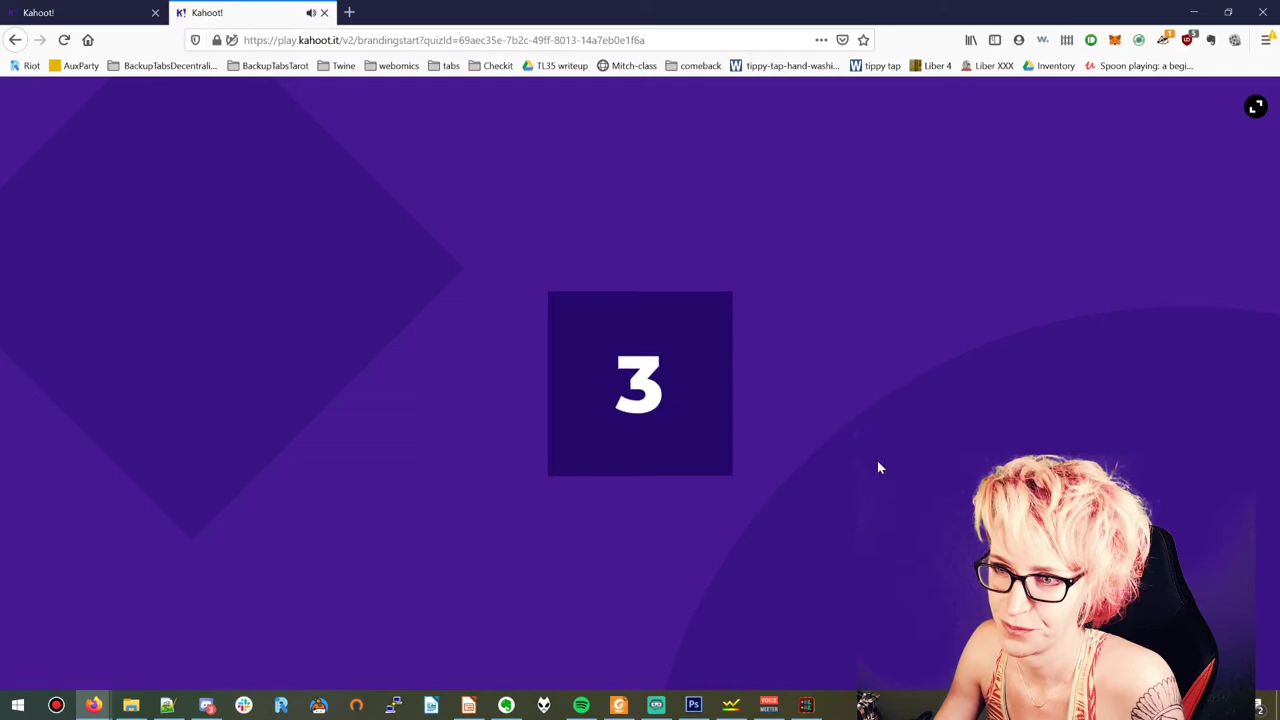 Kahoot!
K! Kahoot!
https://play.kahoot.it/v2/brandingstart?quizId=69aec35e-7b2c-49ff-8013-14a7eb0e1f6a
Riot AuxParty BackupTabsDecentrali... BackupTabsTarot Twine webomics tabs Checkit TL35 writeup Mitch-class comeback tippy-tap-hand-washi... tippy tap Liber 4 Liber XXX Inventory Spoon playing: a begi...
3